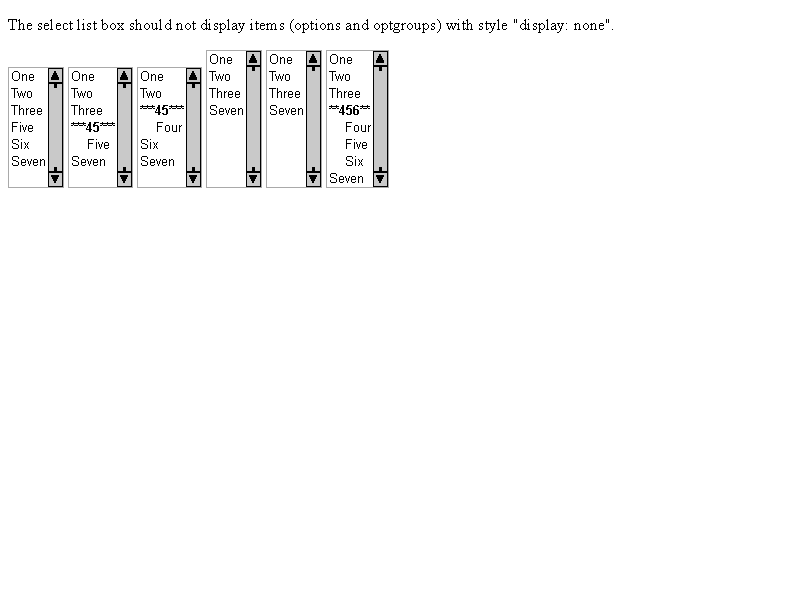 The select list box should not display items (options and optgroups) with style "display: none".
One
Two
Three
Five
Six
Seven
One
Two
Three
***45***
Five
Seven
One
Two
***45***
Four
Six
Seven
One
Two
Three
Seven
One
Two
Three
Seven
One
Two
Three
**456**
Four
Five
Six
Seven